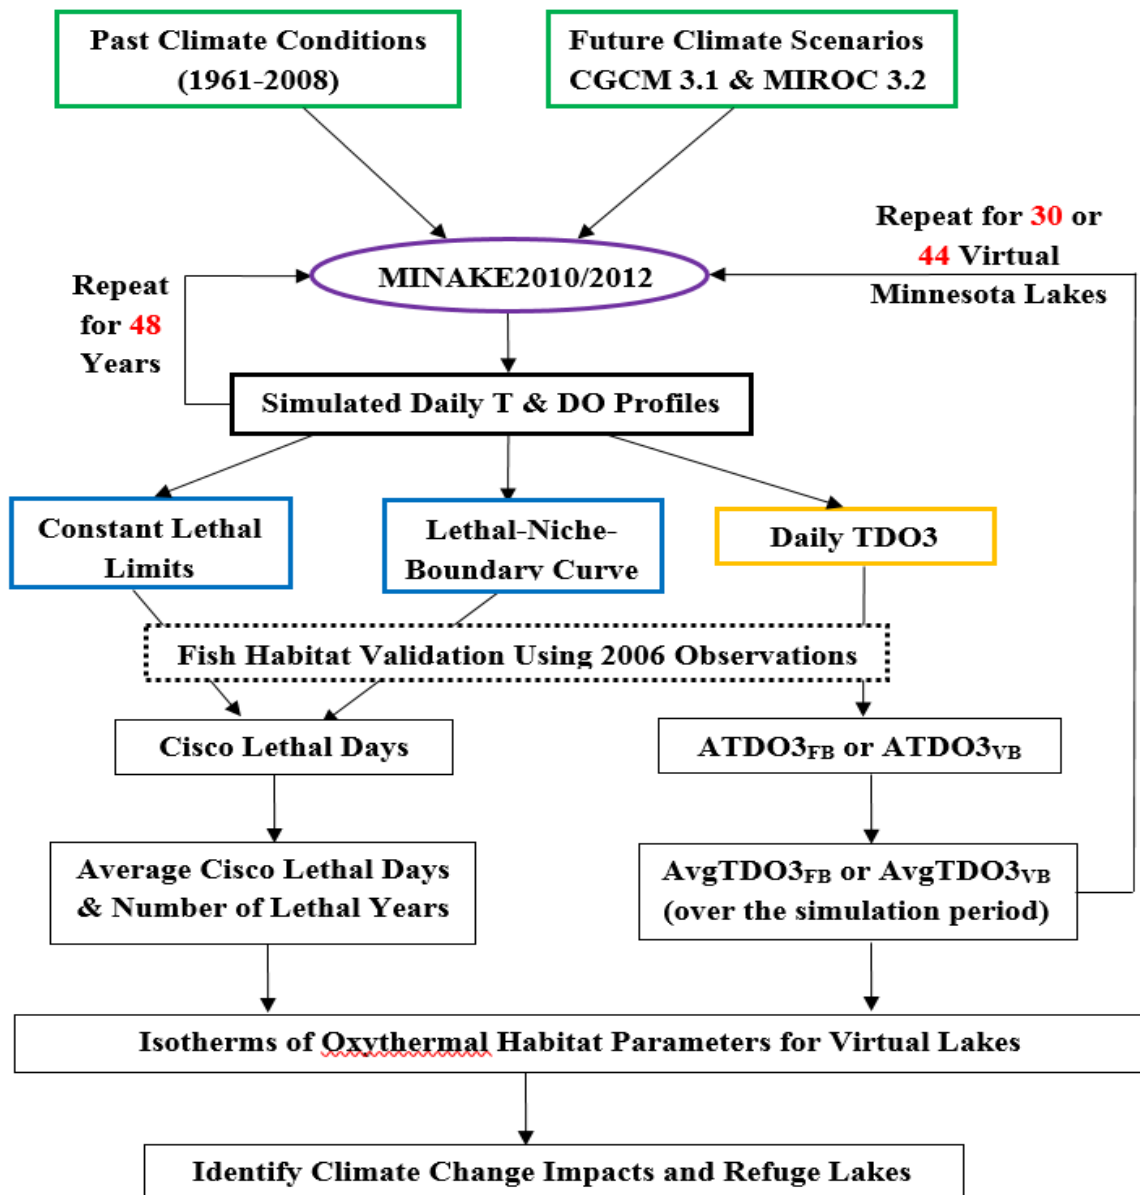 Past Climate Conditions
(1961-2008)
Future Climate Scenarios
CGCM 3.1 & MIROC 3.2
Repeat for 30 or
44 Virtual
Minnesota Lakes
MINAKE2010/2012
Repeat
for 48
Years
Simulated Daily T & DO Profiles
Constant Lethal
Limits
Lethal-Niche-
Boundary Curve
Daily TDO3
Fish Habitat Validation Using 2006 Observations
Cisco Lethal Days
ATDO3FB or ATDO3VB
Average Cisco Lethal Days
& Number of Lethal Years
AvgTDO3FB or AvgTDO3VB
(over the simulation period)
Isotherms of Oxythermal Habitat Parameters for Virtual Lakes
Identify Climate Change Impacts and Refuge Lakes